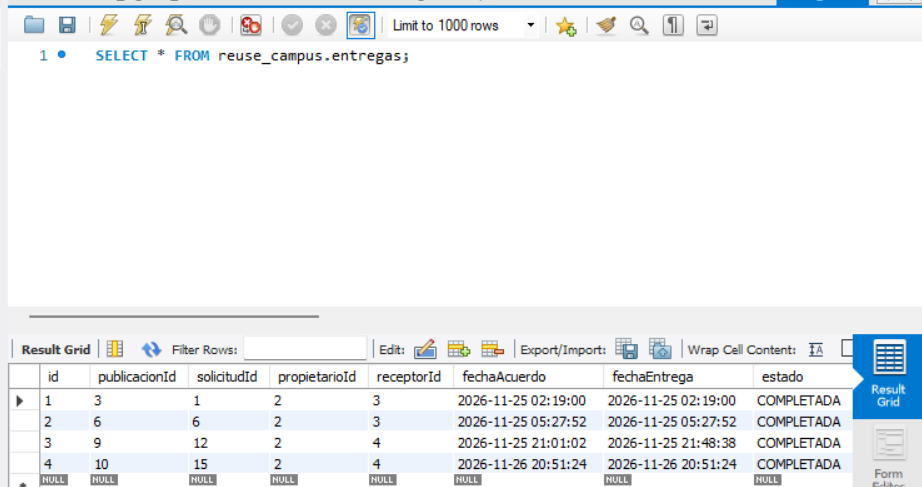 Limit to 1000 rows
1 SELECT * FROM reuse_campus.entregas;
Result Grid Filter Rows: Edit: Export/Import: Wrap Cell Content: IA
id publicacionId solicitudId propietarioId receptorId fechaAcuerdo fechaEntrega estado
1 3 1 2 3 2026-11-25 02:19:00 2026-11-25 02:19:00 COMPLETADA
2 6 6 2 3 2026-11-25 05:27:52 2026-11-25 05:27:52 COMPLETADA
3 9 12 2 4 2026-11-25 21:01:02 2026-11-25 21:48:38 COMPLETADA
4 10 15 2 4 2026-11-26 20:51:24 2026-11-26 20:51:24 COMPLETADA
NULL NULL NULL NULL NULL NULL NULL NULL
Result
Grid
Form
Editor